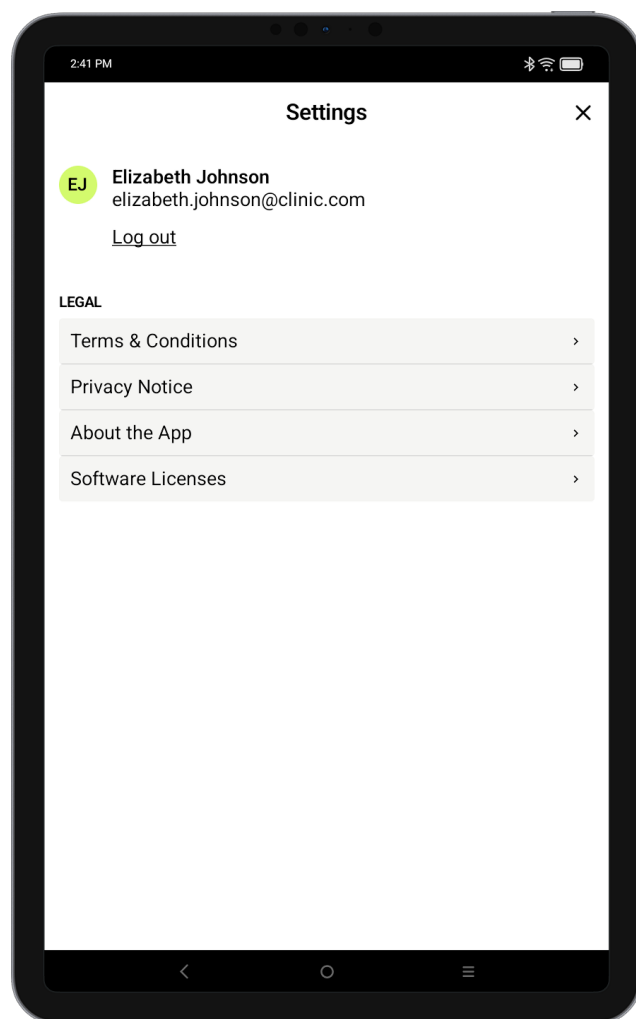 2:41 PM
Settings
EJ
Elizabeth Johnson
elizabeth.johnson@clinic.com
Log out
LEGAL
Terms & Conditions
Privacy Notice
About the App
Software Licenses